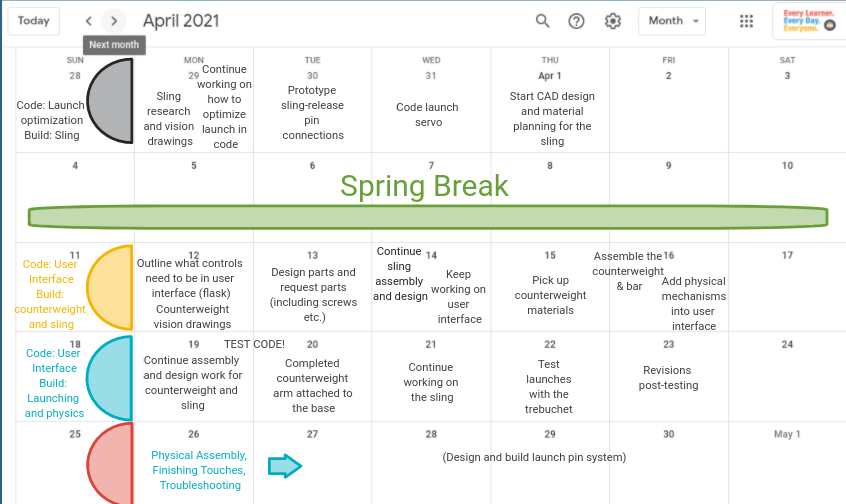 Today
April 2021
Month
Every Learner.
Every Day.
Everyone.
Next month
SUN
MON
TUE
WED
THU
FRI
SAT
28
29
30
31
Apr 1
2
3
Code: Launch
optimization
Build: Sling
Sling
research
and vision
drawings
Continue
working on
how to
optimize
launch in
code
Prototype
sling-release
pin
connections
Code launch
servo
Start CAD design
and material
planning for the
sling
4
5
6
7
8
9
10
Spring Break
11
12
13
14
15
16
17
Code: User
Interface
Build:
counterweight
and sling
Outline what controls
need to be in user
interface (flask)
Counterweight
vision drawings
Design parts and
request parts
(including screws
etc.)
Continue
sling
assembly
and design
Keep
working on
user
interface
Pick up
counterweight
materials
Assemble the
counterweight
& bar
Add physical
mechanisms
into user
interface
18
19
TEST CODE!
20
21
22
23
24
Code: User
Interface
Build:
Launching
and physics
Continue assembly
and design work for
counterweight and
sling
Completed
counterweight
arm attached to
the base
Continue
working on
the sling
Test
launches
with the
trebuchet
Revisions
post-testing
25
26
27
28
29
30
May 1
Physical Assembly,
Finishing Touches,
Troubleshooting
(Design and build launch pin system)